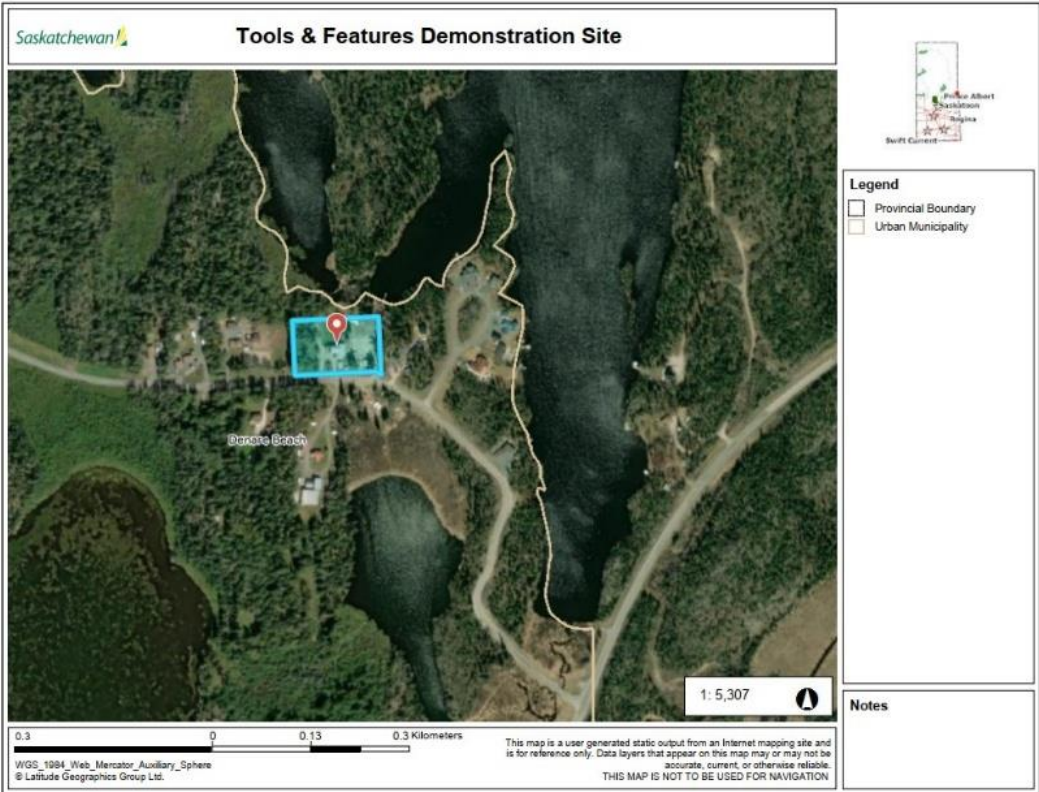 Saskatchewan
Tools & Features Demonstration Site
Prince Albert
Saskatoon
Regina
Swift Current
Legend
Provincial Boundary
Urban Municipality
Denare Beach
1: 5,307
Notes
0.3 0 0.13 0.3 Kilometers
WGS_1984_Web_Mercator_Auxiliary_Sphere
© Latitude Geographics Group Ltd.
This map is a user generated static output from an Internet mapping site and
is for reference only. Data layers that appear on this map may or may not be
accurate, current, or otherwise reliable.
THIS MAP IS NOT TO BE USED FOR NAVIGATION